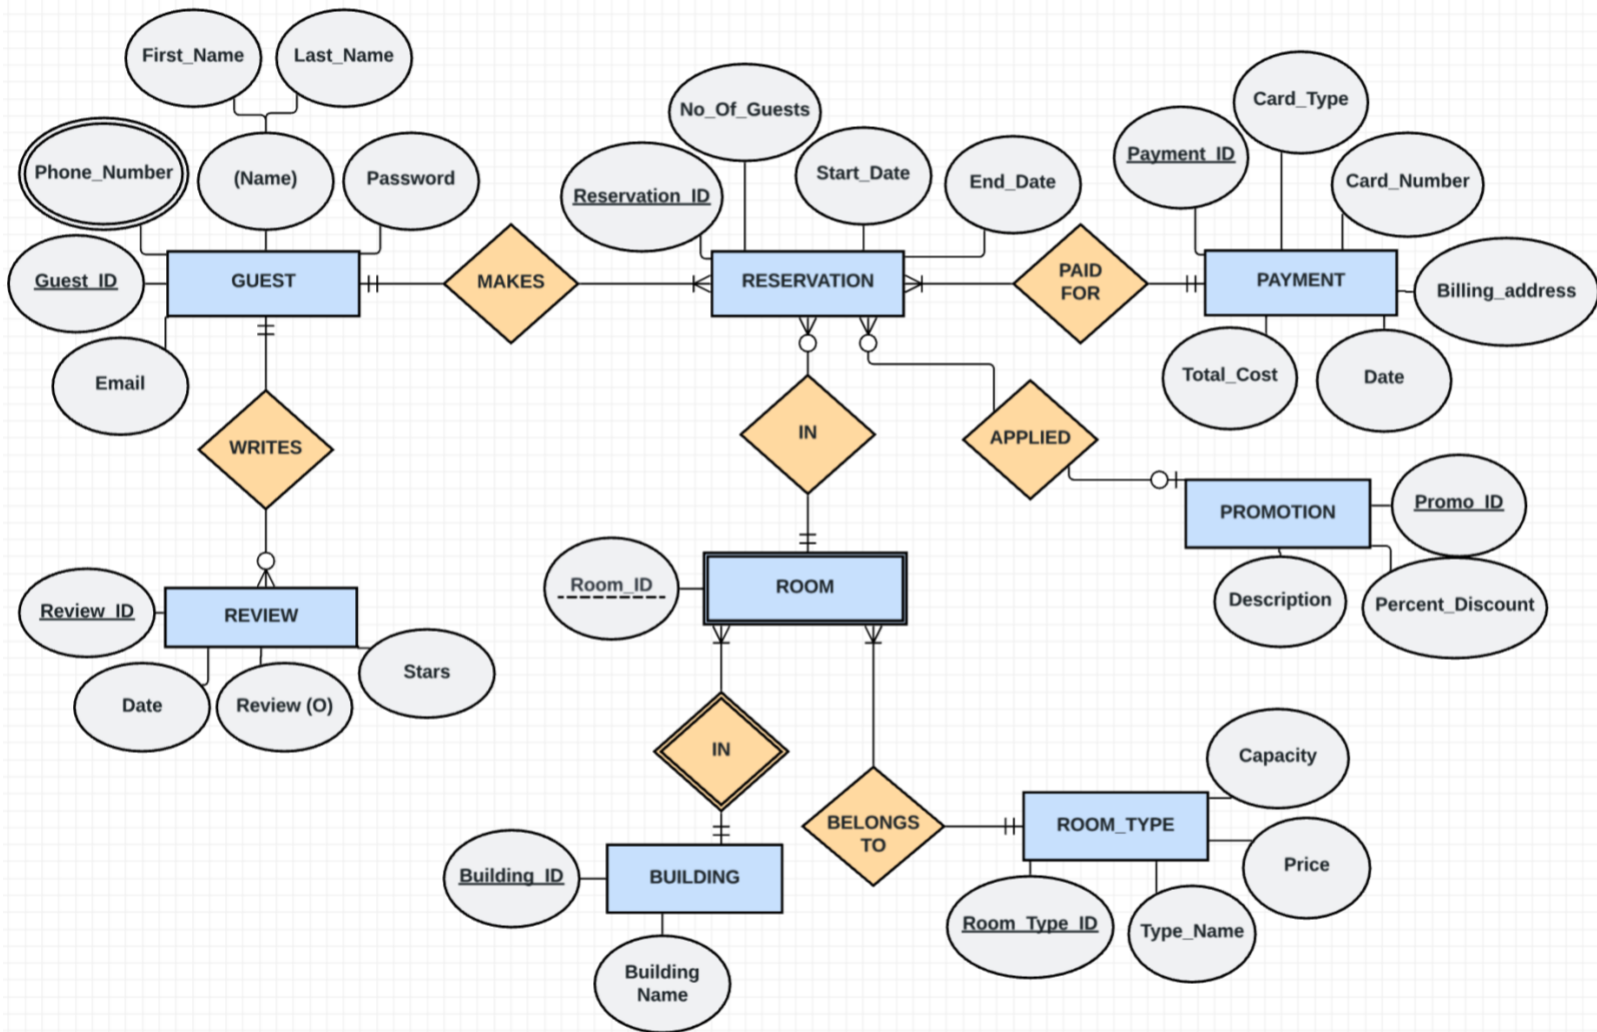 First_Name
Last_Name
Phone_Number
(Name)
Password
Guest_ID
GUEST
Email
MAKES
No_Of_Guests
Reservation_ID
Start_Date
End_Date
RESERVATION
PAID
FOR
Payment_ID
Card_Type
Card_Number
PAYMENT
Billing_address
Total_Cost
Date
WRITES
IN
APPLIED
PROMOTION
Promo_ID
Description
Percent_Discount
Room_ID
ROOM
Review_ID
REVIEW
Date
Review (O)
Stars
IN
BELONGS
TO
ROOM_TYPE
Capacity
Price
Room_Type_ID
Type_Name
Building_ID
BUILDING
Building
Name